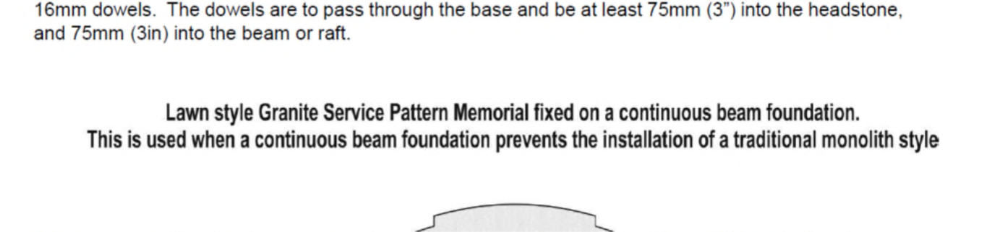 16mm dowels.  The dowels are to pass through the base and be at least 75mm (3”) into the headstone,
and 75mm (3in) into the beam or raft.
Lawn style Granite Service Pattern Memorial fixed on a continuous beam foundation.
This is used when a continuous beam foundation prevents the installation of a traditional monolith style